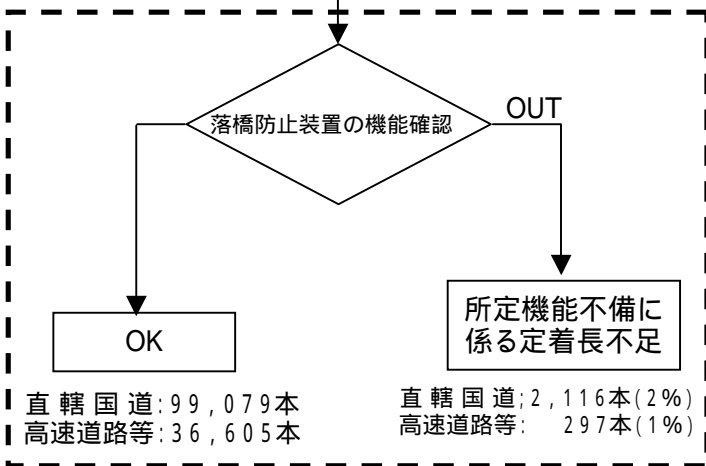 落橋防止装置の機能確認
OUT
OK
所定機能不備に
係る定着長不足
直轄国道:99,079本
高速道路等:36,605本
直轄国道;2,116本(2%)
高速道路等: 297本(1%)